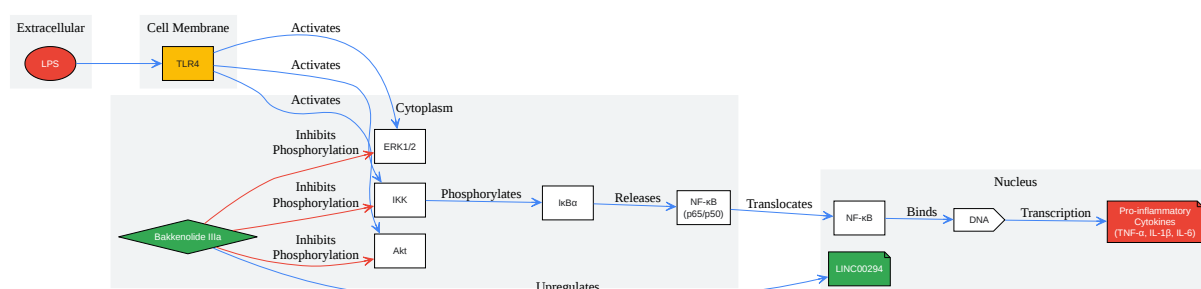 Extracellular
Cell Membrane
LPS
TLR4
Activates
Activates
Activates
Cytoplasm
Inhibits
Phosphorylation
ERK1/2
Inhibits
Phosphorylation
IKK
Phosphorylates
IκBα
Releases
NF-κB
(p65/p50)
Translocates
Nucleus
NF-κB
Binds
DNA
Transcription
Pro-inflammatory
Cytokines
(TNF-α, IL-1β, IL-6)
Bakkenolide IIIa
Inhibits
Phosphorylation
Akt
LINC00294
Upregulates